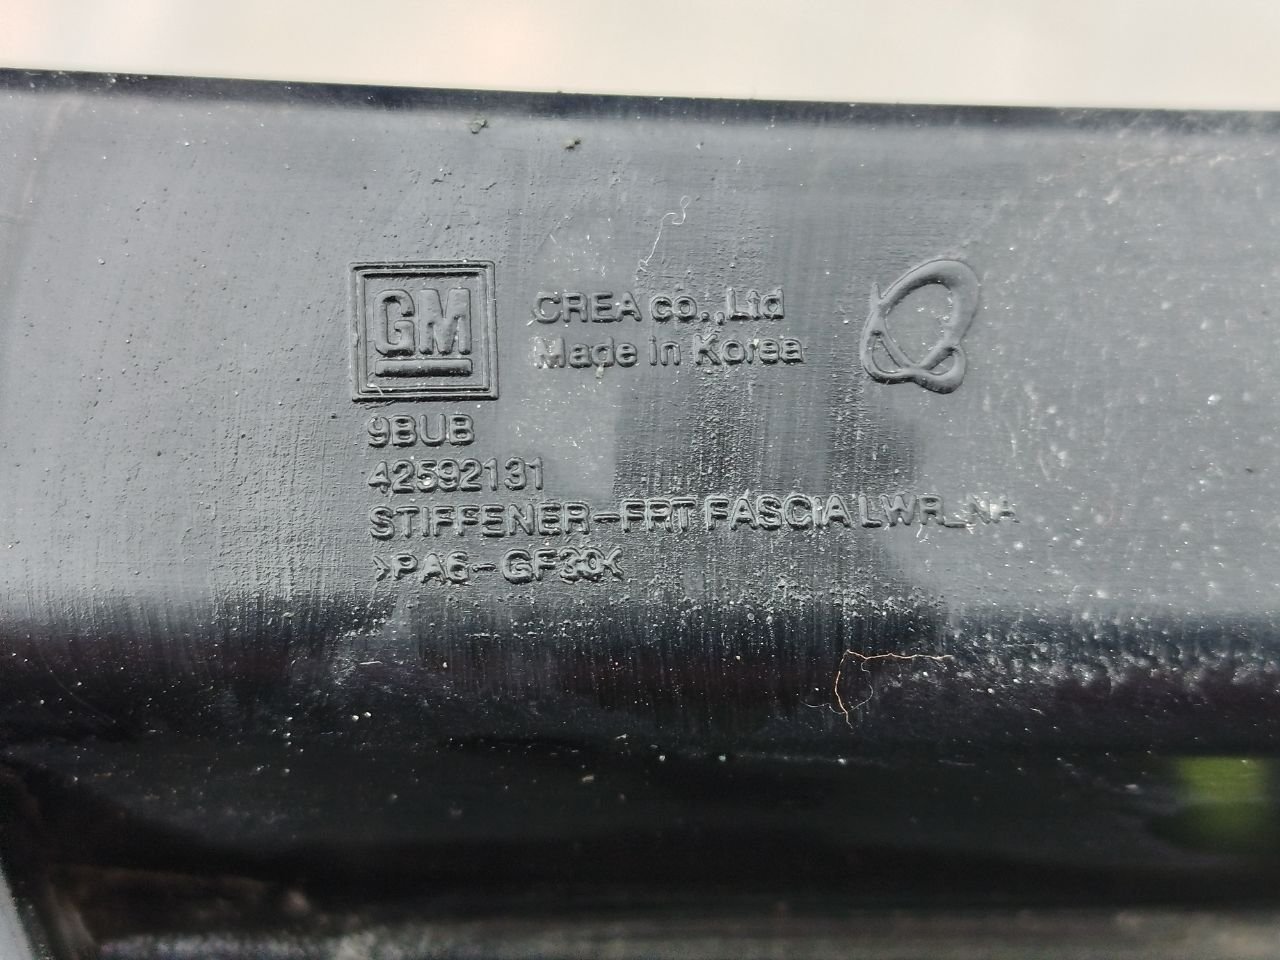 GM
CREA co.,Ltd
Made in Korea
9BUB
42592131
STIFFENER-FRT FASCIA LWR_NA
>PA6-GF30<